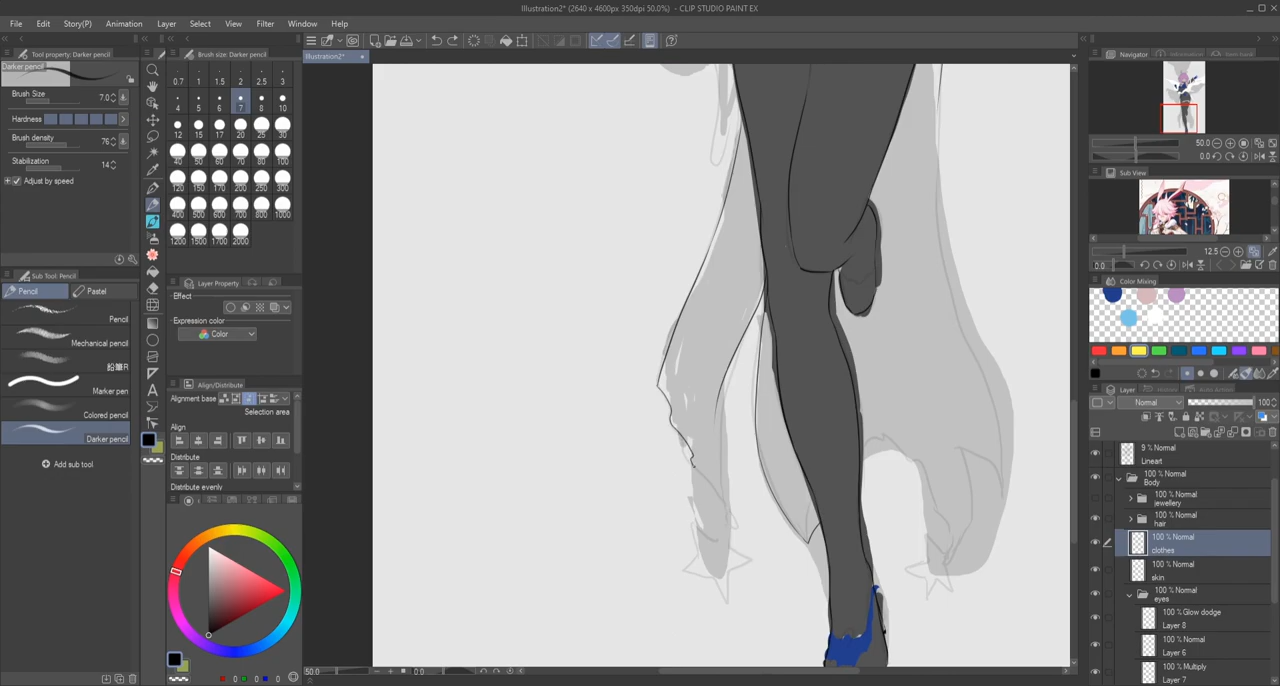 Illustration2* (2640 x 4600px 350dpi 50.0%) - CLIP STUDIO PAINT EX
File Edit Story(P) Animation Layer Select View Filter Window Help
Tool property: Darker pencil
Darker pencil
Brush Size 7.0
Hardness
Brush density 76
Stabilization 14
Adjust by speed
Sub Tool: Pencil
Pencil Pastel
Pencil
Mechanical pencil
鉛筆R
Marker pen
Colored pencil
Darker pencil
Add sub tool
Brush size: Darker pencil
0.7 1 1.5 2 2.5 3
4 5 6 7 8 10
12 15 17 20 25 30
40 50 60 70 80 100
120 150 170 200 250 300
400 500 600 700 800 1000
1200 1500 1700 2000
Layer Property
Effect
Expression color
Color
Align/Distribute
Alignment base
Selection area
Align
Distribute
Distribute evenly
0 0 0
Illustration2*
50.0 0.0
Navigator
50.0
0.0
Sub View
12.5
0.0
Color Mixing
Layer
Normal 100
9 % Normal
Lineart
100 % Normal
Body
100 % Normal
jewellery
100 % Normal
hair
100 % Normal
clothes
100 % Normal
skin
100 % Normal
eyes
100 % Glow dodge
Layer 8
100 % Normal
Layer 6
100 % Multiply
Layer 7